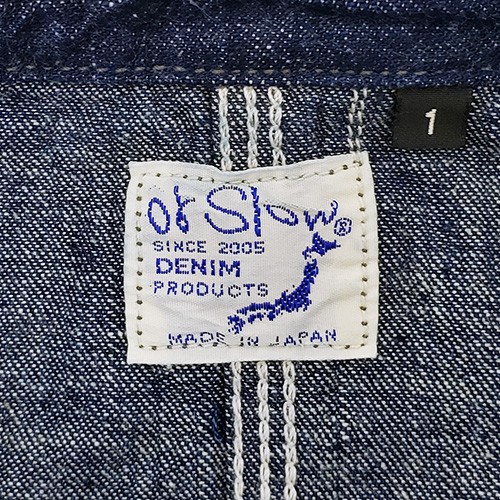 orSlow®
SINCE 2005
DENIM
PRODUCTS
MADE IN JAPAN
1